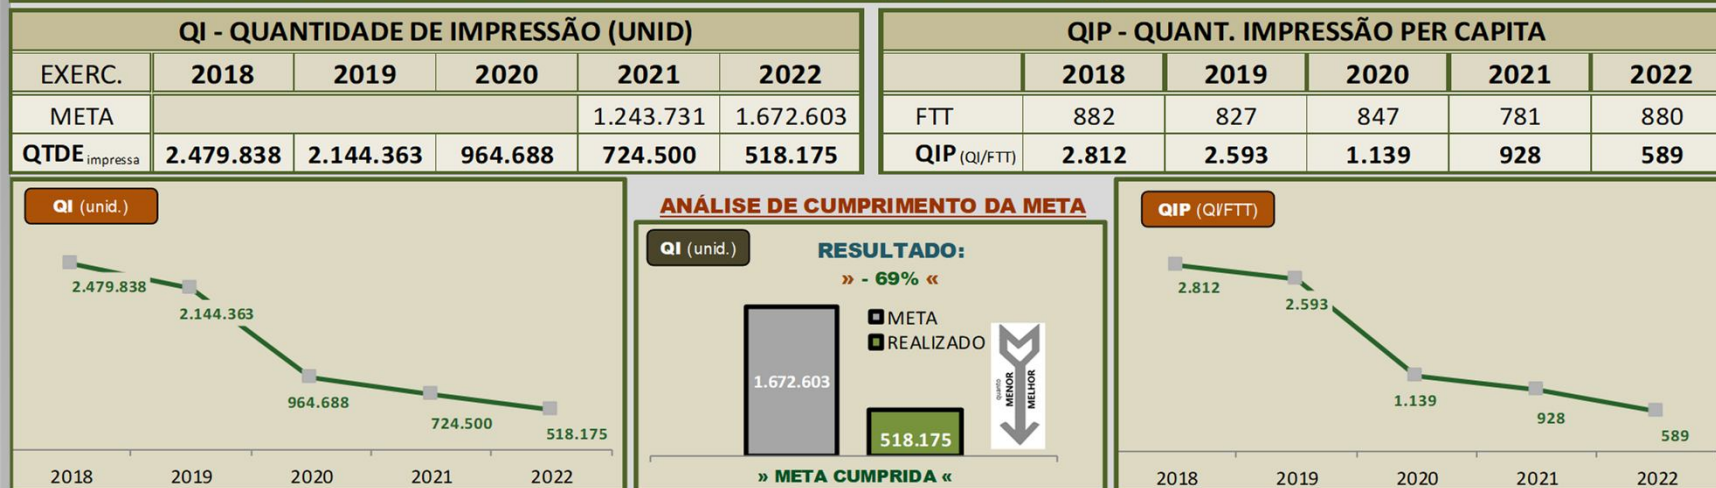 QI - QUANTIDADE DE IMPRESSÃO (UNID)
EXERC. 2018 2019 2020 2021 2022
META 1.243.731 1.672.603
QTDE impressa 2.479.838 2.144.363 964.688 724.500 518.175
QIP - QUANT. IMPRESSÃO PER CAPITA
2018 2019 2020 2021 2022
FTT 882 827 847 781 880
QIP (QI/FTT) 2.812 2.593 1.139 928 589
QI (unid.)
2.479.838
2.144.363
964.688
724.500
518.175
2018 2019 2020 2021 2022
ANÁLISE DE CUMPRIMENTO DA META
QI (unid.)
RESULTADO:
» - 69% «
META
REALIZADO
1.672.603
518.175
quanto
MENOR
MELHOR
» META CUMPRIDA «
QIP (QI/FTT)
2.812
2.593
1.139
928
589
2018 2019 2020 2021 2022